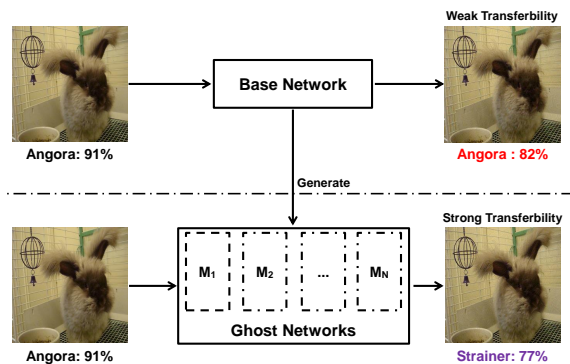 Weak Transferbility
Base Network
Angora: 91%
Angora : 82%
Generate
Strong Transferbility
M1 M2 ... MN
Ghost Networks
Angora: 91%
Strainer: 77%